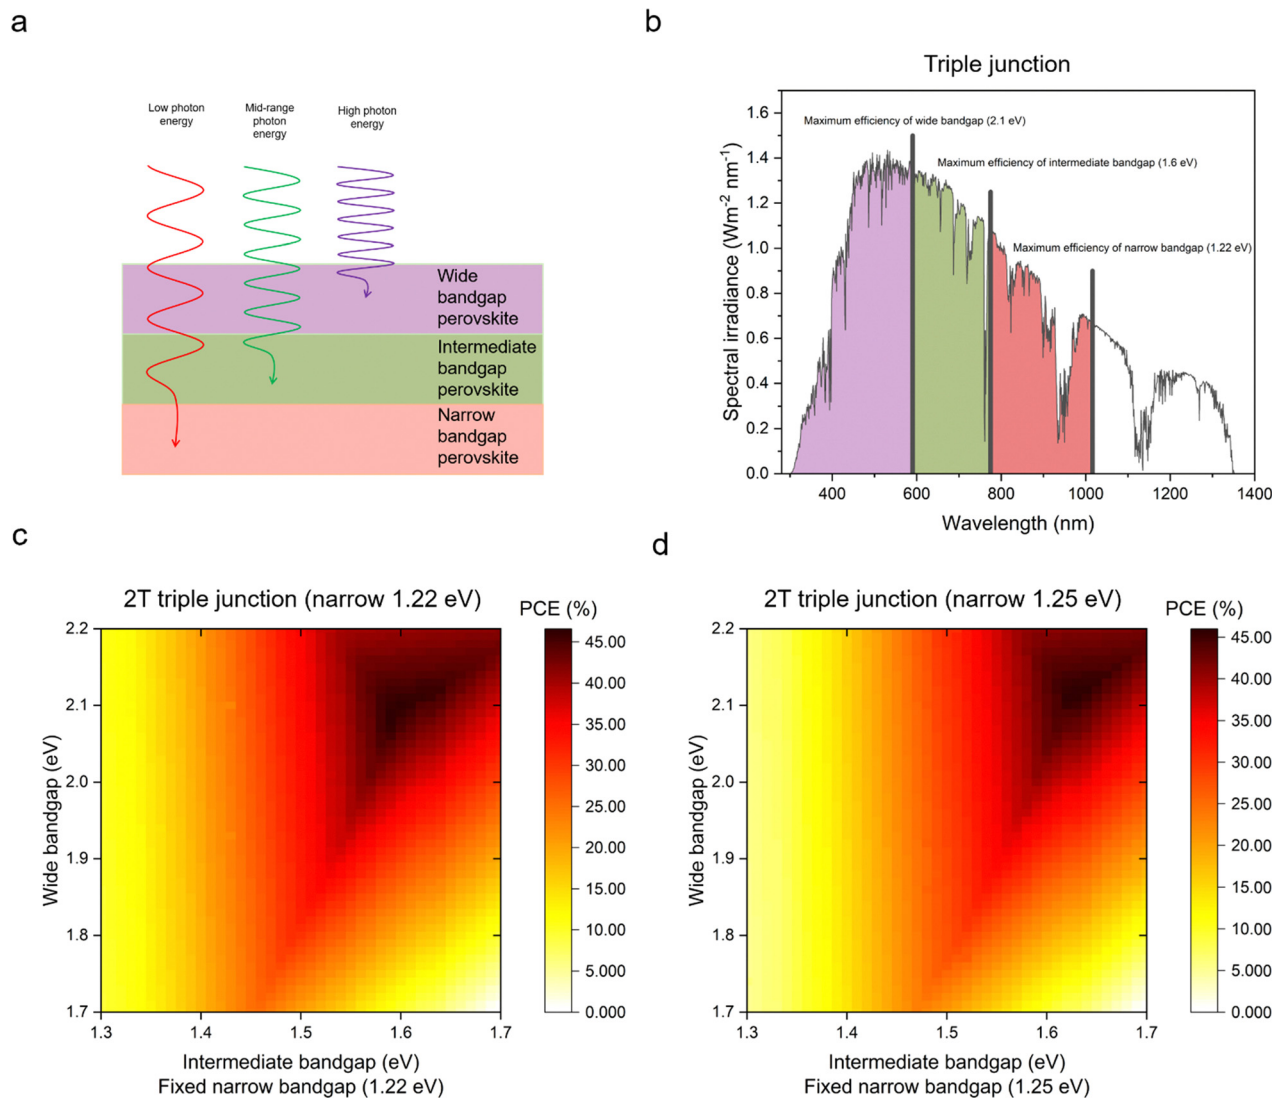 a
Low photon
energy
Mid-range
photon
energy
High photon
energy
Wide
bandgap
perovskite
Intermediate
bandgap
perovskite
Narrow
bandgap
perovskite
b
Triple junction
Maximum efficiency of wide bandgap (2.1 eV)
Maximum efficiency of intermediate bandgap (1.6 eV)
Maximum efficiency of narrow bandgap (1.22 eV)
Spectral irradiance (Wm-2 nm-1)
1.6
1.4
1.2
1.0
0.8
0.6
0.4
0.2
0.0
400
600
800
1000
1200
1400
Wavelength (nm)
c
2T triple junction (narrow 1.22 eV)
PCE (%)
Wide bandgap (eV)
2.2
2.1
2.0
1.9
1.8
1.7
1.3
1.4
1.5
1.6
1.7
45.00
40.00
35.00
30.00
25.00
20.00
15.00
10.00
5.000
0.000
Intermediate bandgap (eV)
Fixed narrow bandgap (1.22 eV)
d
2T triple junction (narrow 1.25 eV)
PCE (%)
Wide bandgap (eV)
2.2
2.1
2.0
1.9
1.8
1.7
1.3
1.4
1.5
1.6
1.7
45.00
40.00
35.00
30.00
25.00
20.00
15.00
10.00
5.000
0.000
Intermediate bandgap (eV)
Fixed narrow bandgap (1.25 eV)